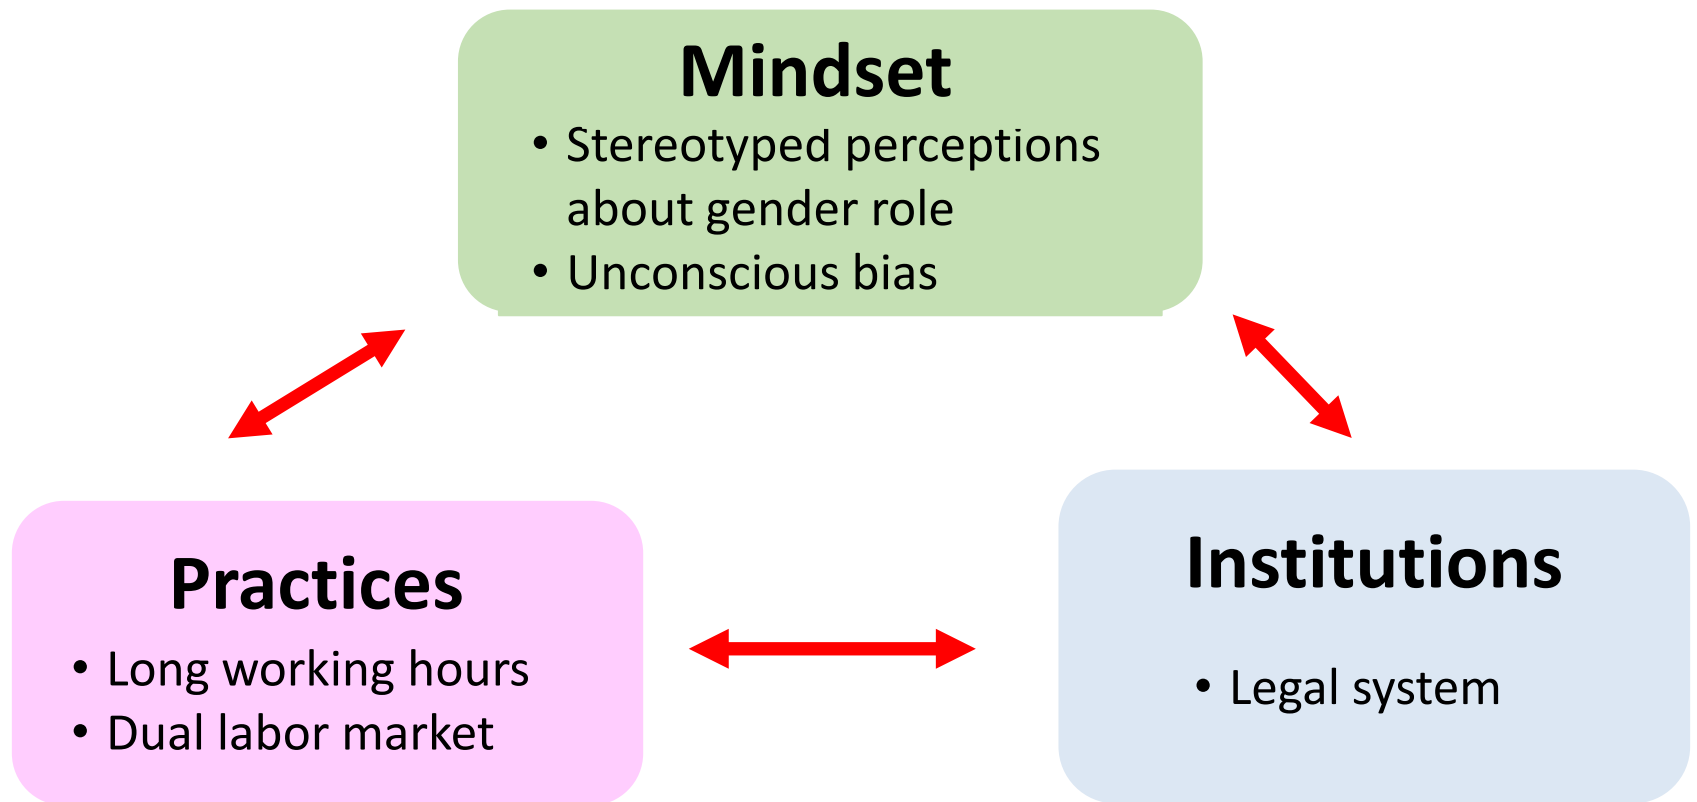 Mindset
• Stereotyped perceptions
about gender role
• Unconscious bias
Practices
• Long working hours
• Dual labor market
Institutions
• Legal system